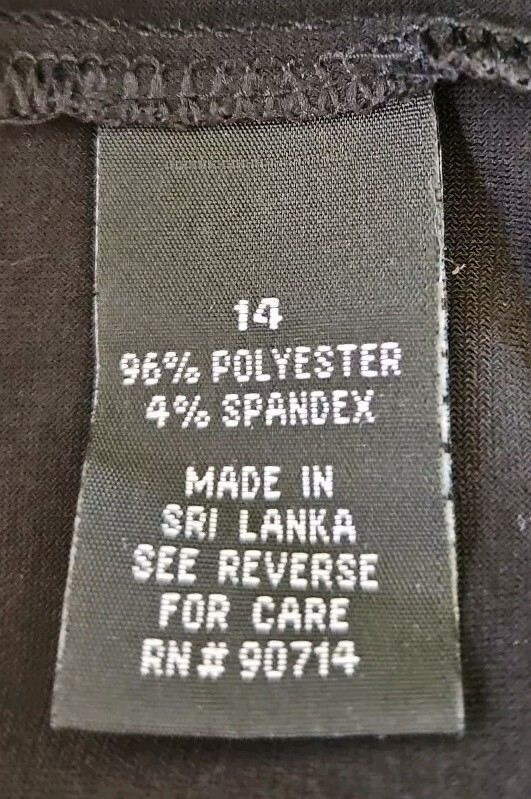 14
96% POLYESTER
4% SPANDEX
MADE IN
SRI LANKA
SEE REVERSE
FOR CARE
RN# 90714